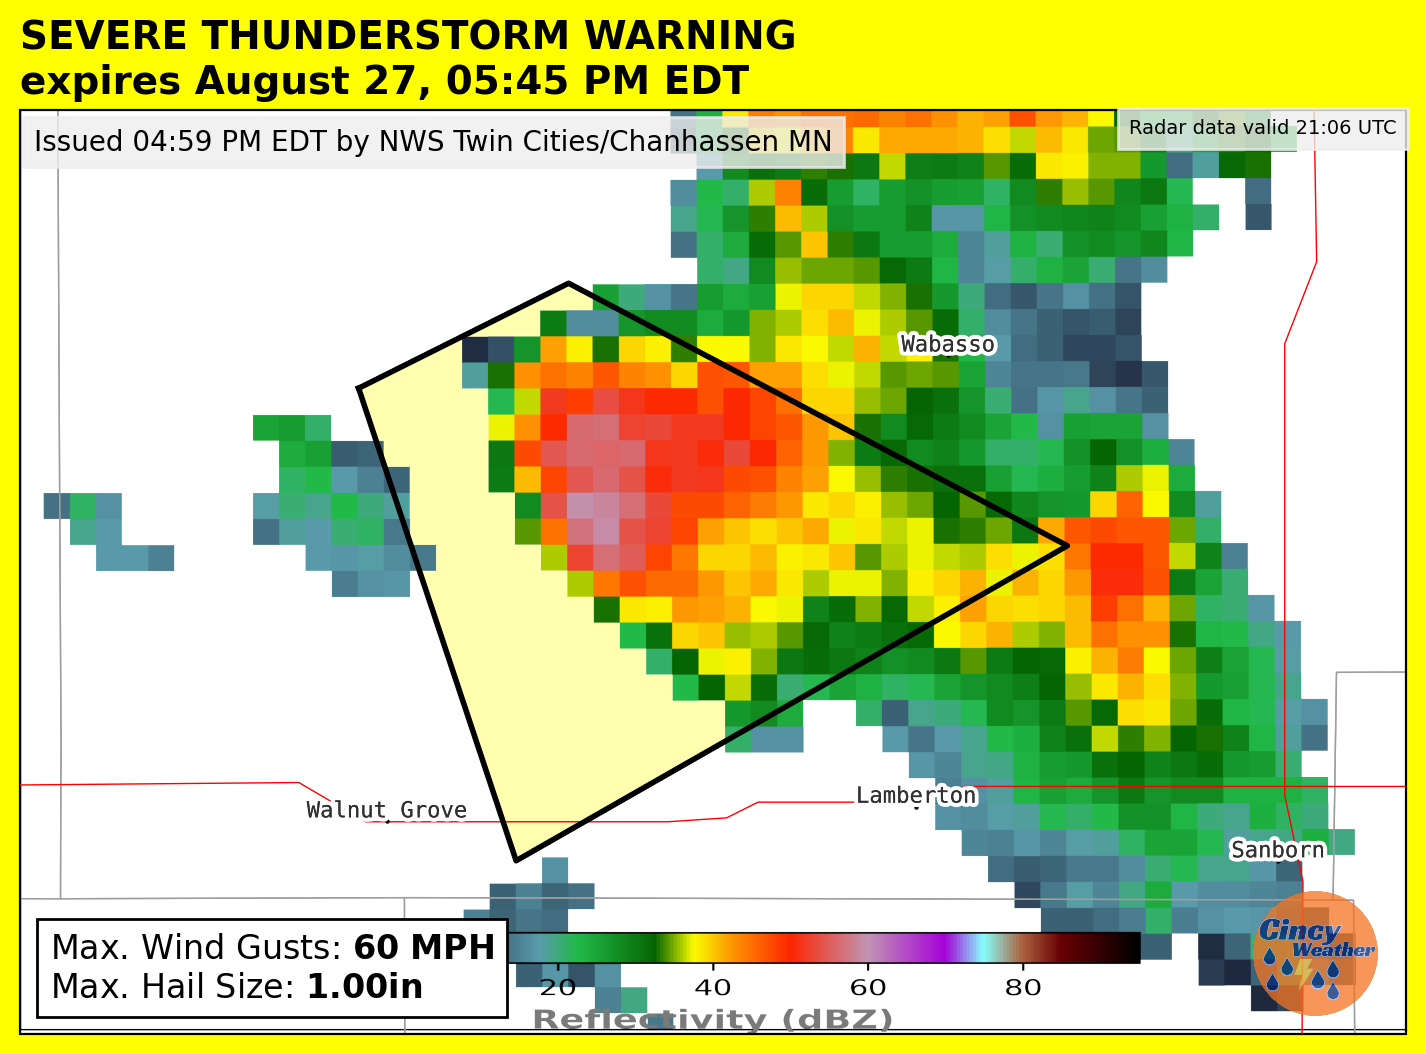 SEVERE THUNDERSTORM WARNING
expires August 27, 05:45 PM EDT
Issued 04:59 PM EDT by NWS Twin Cities/Chanhassen MN
Radar data valid 21:06 UTC
Wabasso
Walnut Grove
Lamberton
Sanborn
Max. Wind Gusts: 60 MPH
Max. Hail Size: 1.00in
20 40 60 80
Reflectivity (dBZ)
Cincy
Weather